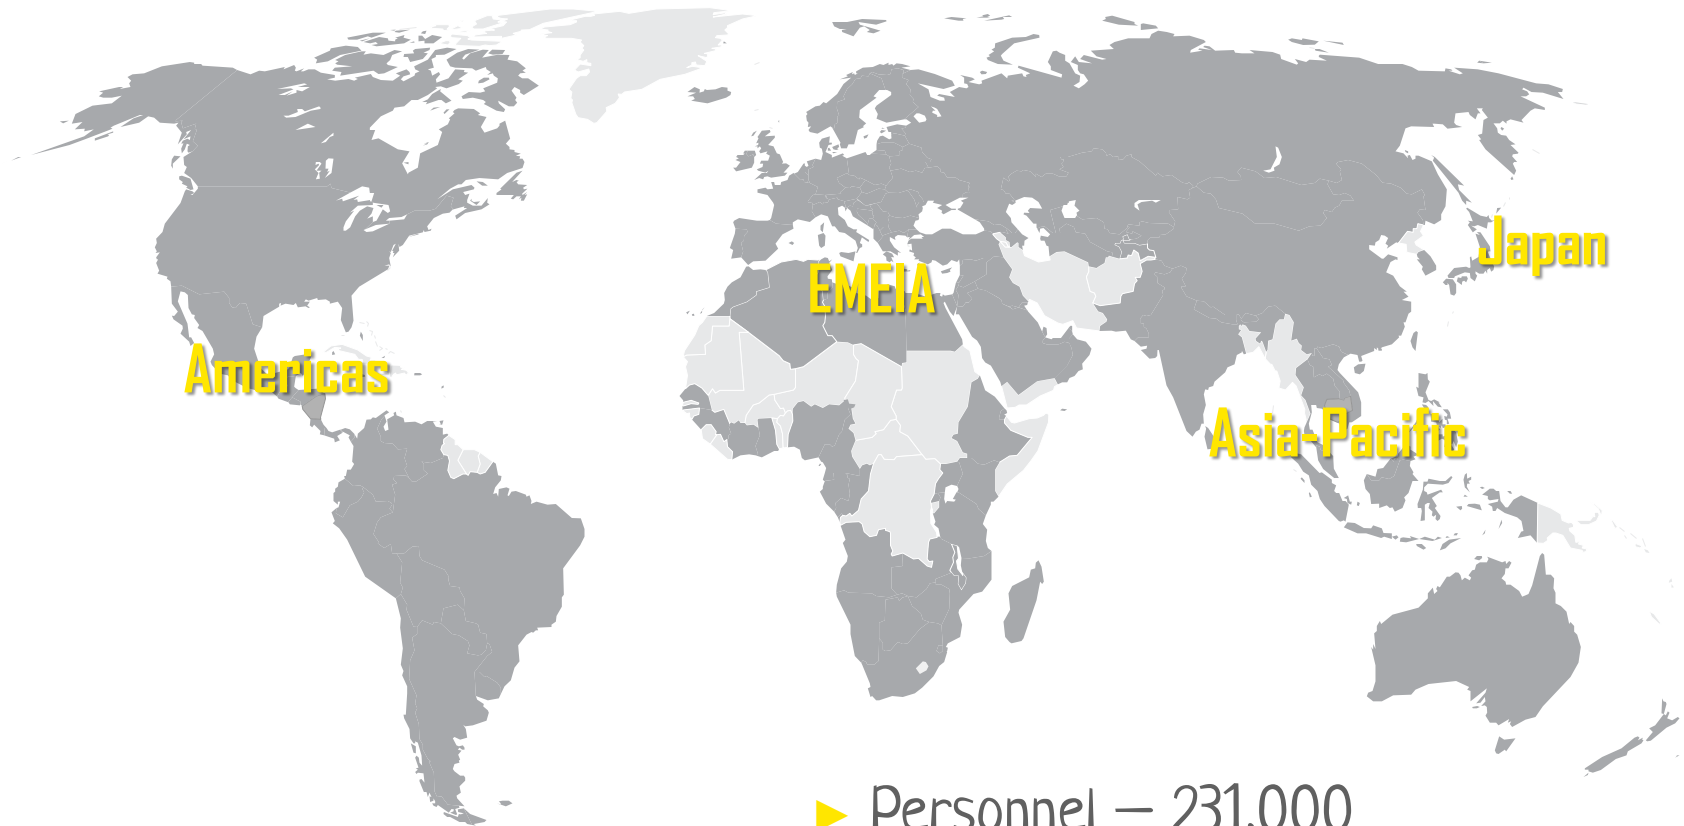 Japan
EMEIA
Americas
Asia-Pacific
Personnel – 231.000